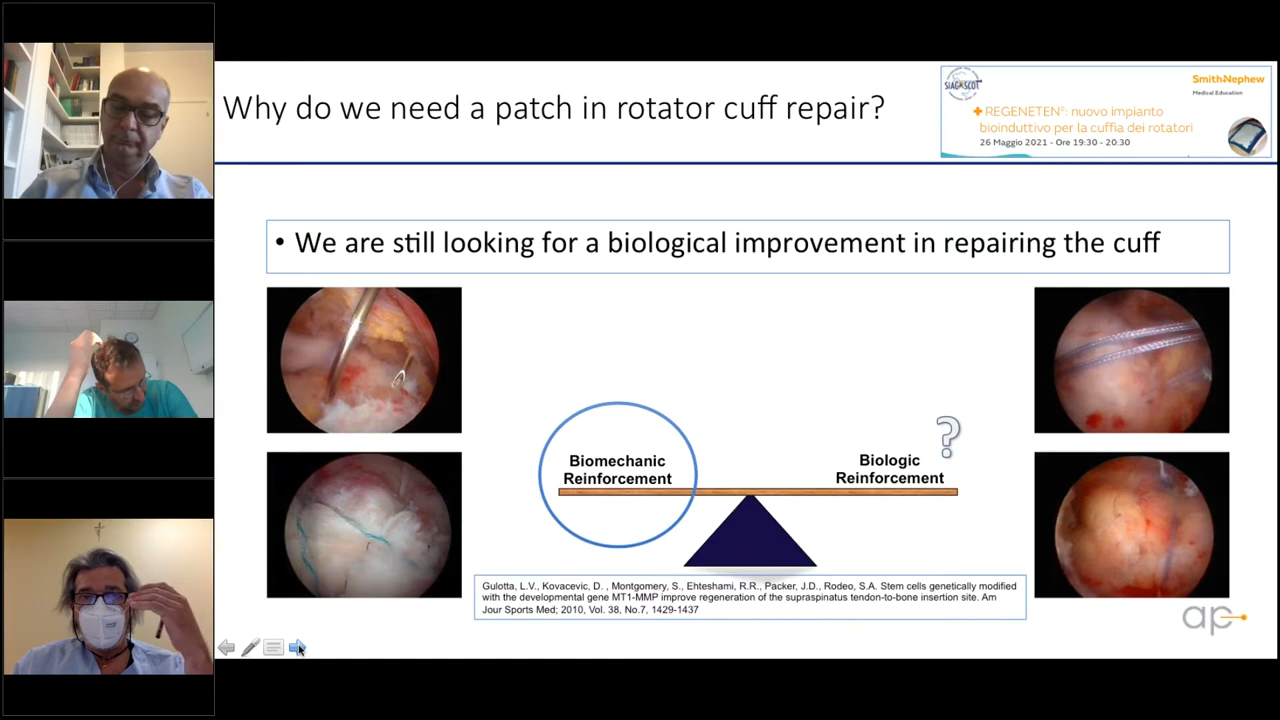 Why do we need a patch in rotator cuff repair?
SIAGASCOT
Smith+Nephew
Medical Education
REGENETEN®: nuovo impianto
bioinduttivo per la cuffia dei rotatori
26 Maggio 2021 - Ore 19:30 - 20:30
• We are still looking for a biological improvement in repairing the cuff
?
Biomechanic
Reinforcement
Biologic
Reinforcement
Gulotta, L.V., Kovacevic, D. , Montgomery, S., Ehteshami, R.R., Packer, J.D., Rodeo, S.A. Stem cells genetically modified
with the developmental gene MT1-MMP improve regeneration of the supraspinatus tendon-to-bone insertion site. Am
Jour Sports Med; 2010, Vol. 38, No.7, 1429-1437
ap